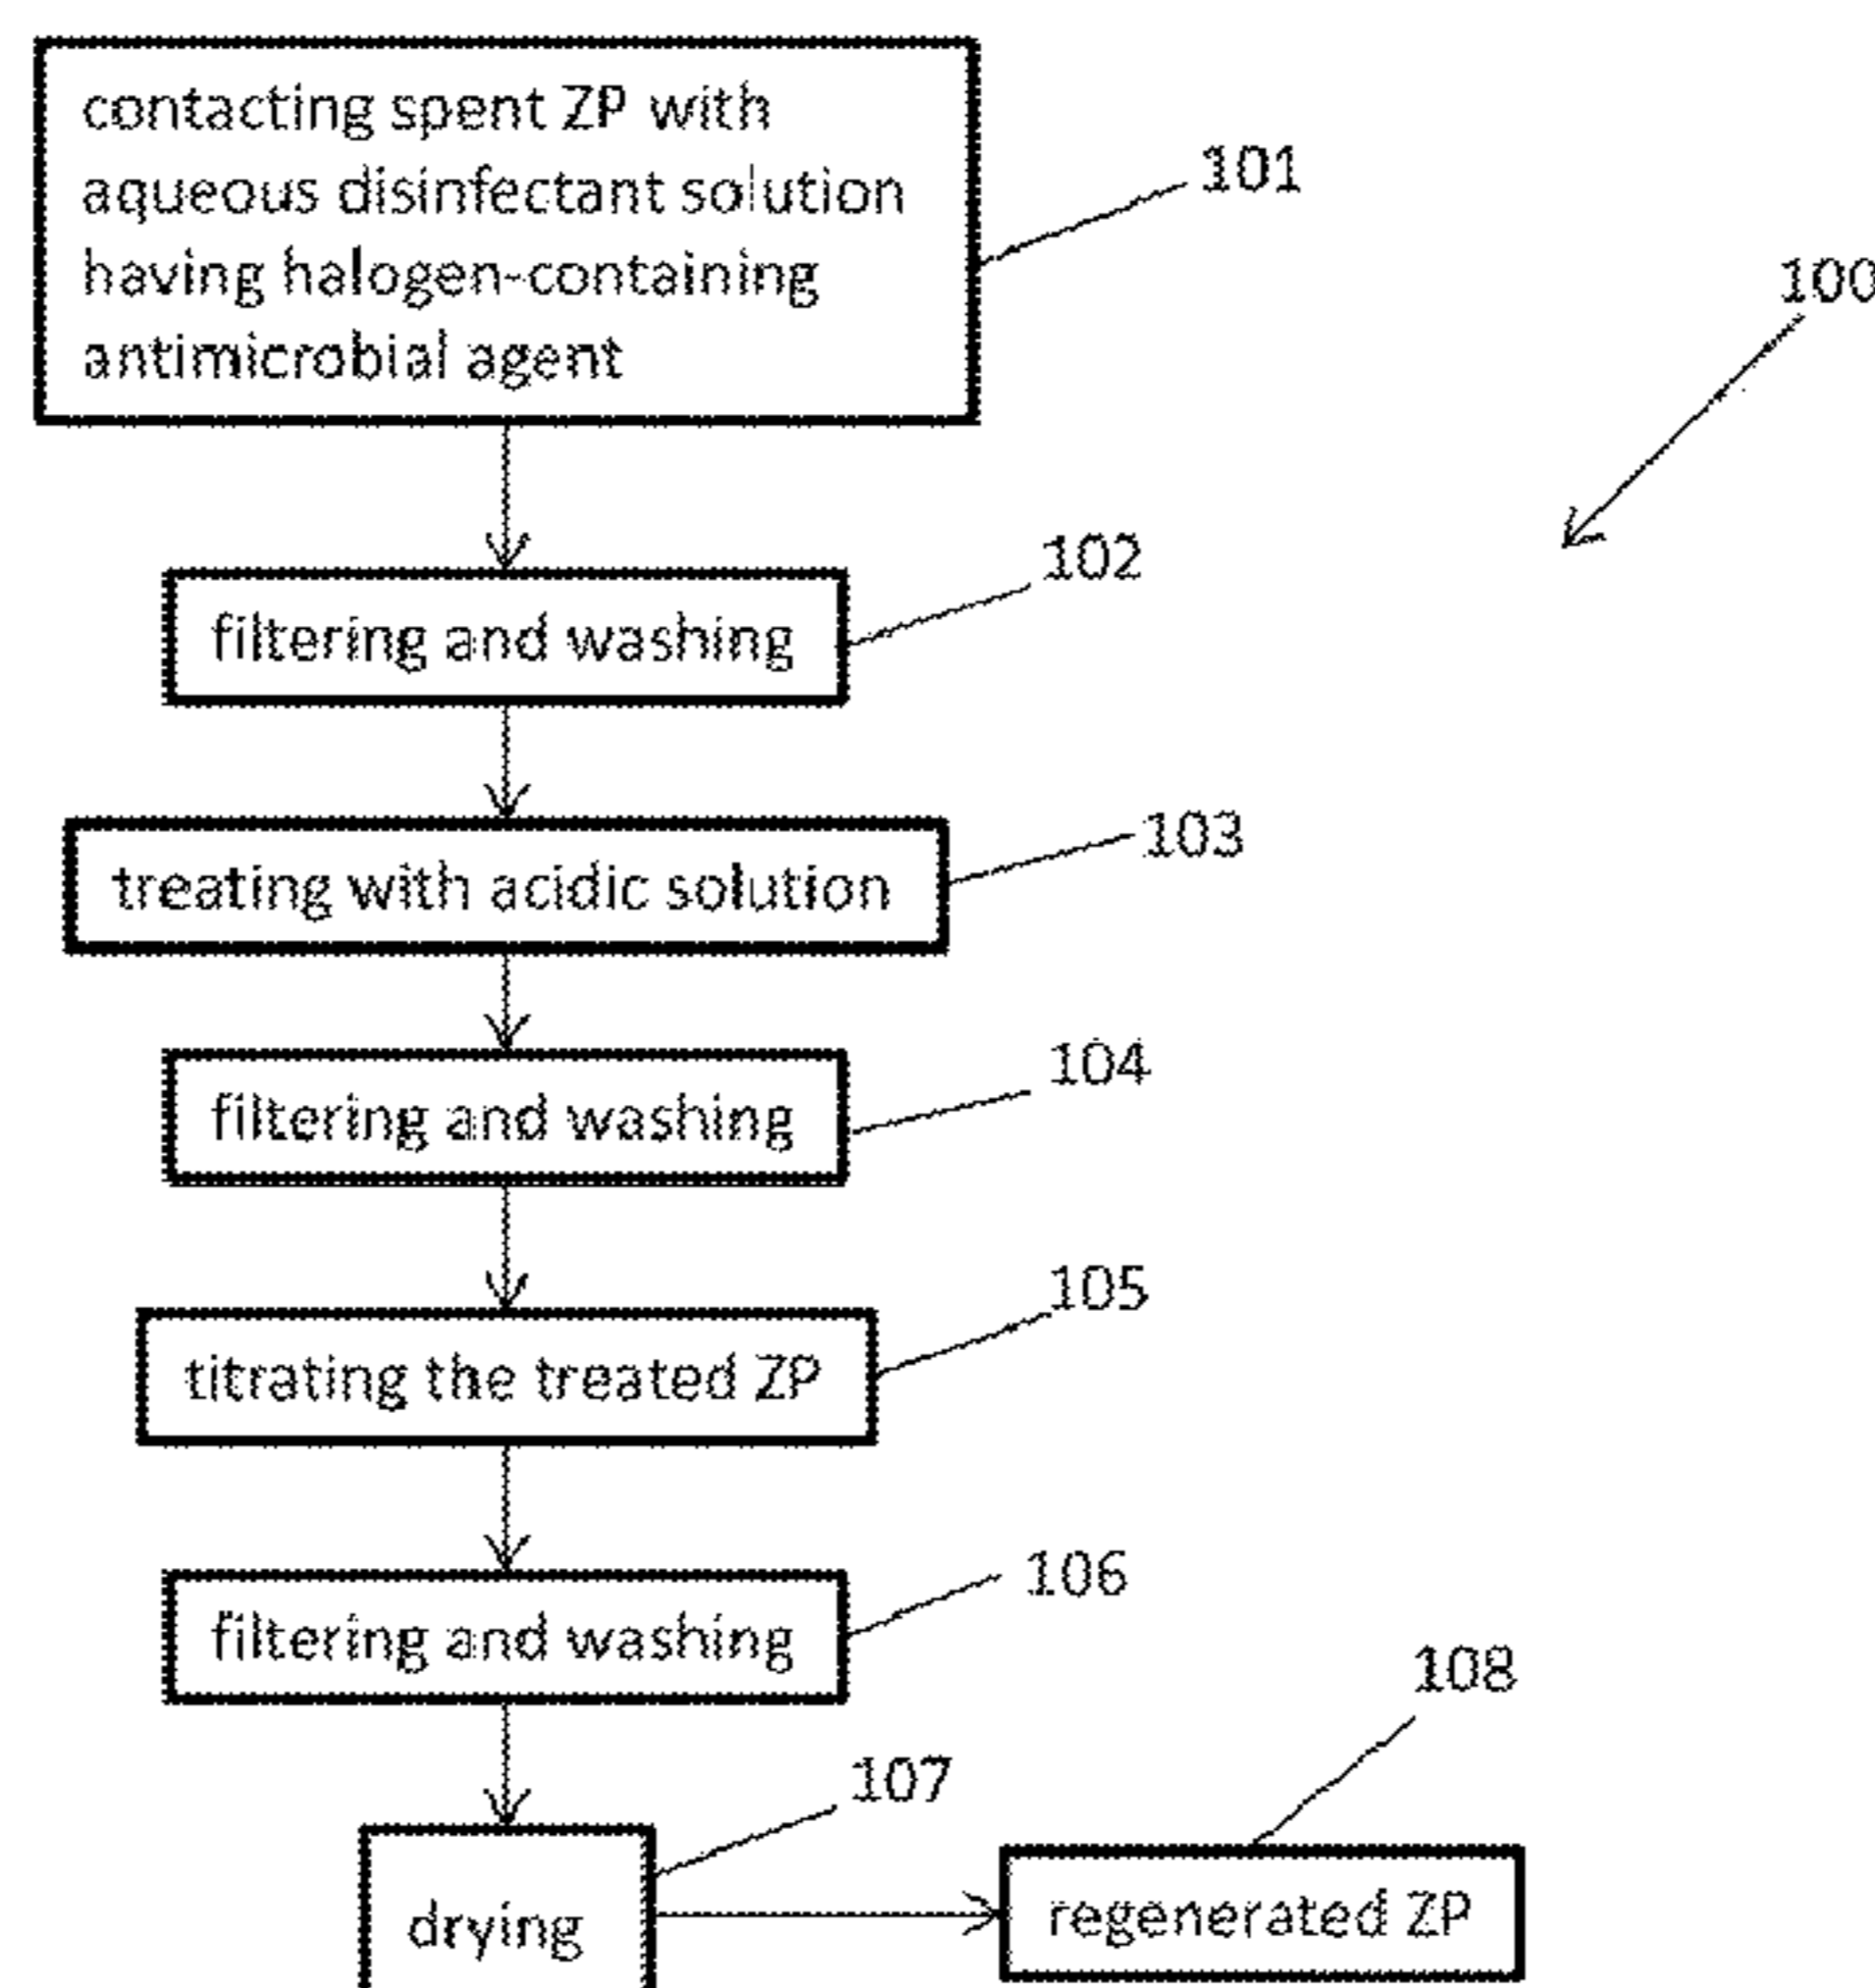 contacting spent ZP with
aqueous disinfectant solution
having halogen-containing
antimicrobial agent
101
100
102
filtering and washing
103
treating with acidic solution
104
filtering and washing
105
titrating the treated ZP
106
filtering and washing
108
107
drying
regenerated ZP